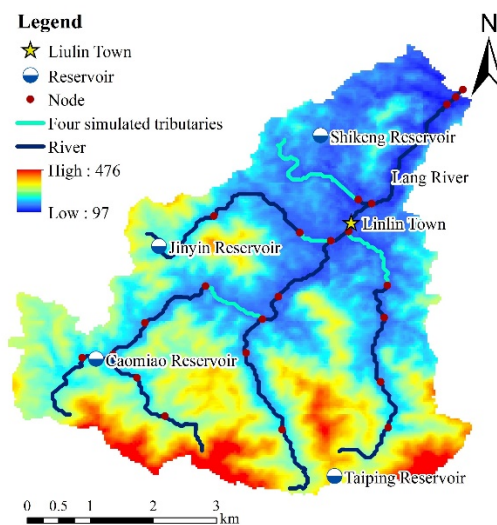 Legend
Liulin Town
Reservoir
Node
Four simulated tributaries
River
High : 476
Low : 97
N
Shikeng Reservoir
Lang River
Linlin Town
Jinyin Reservoir
Caomiao Reservoir
Taiping Reservoir
0 0.5 1 2 3
km